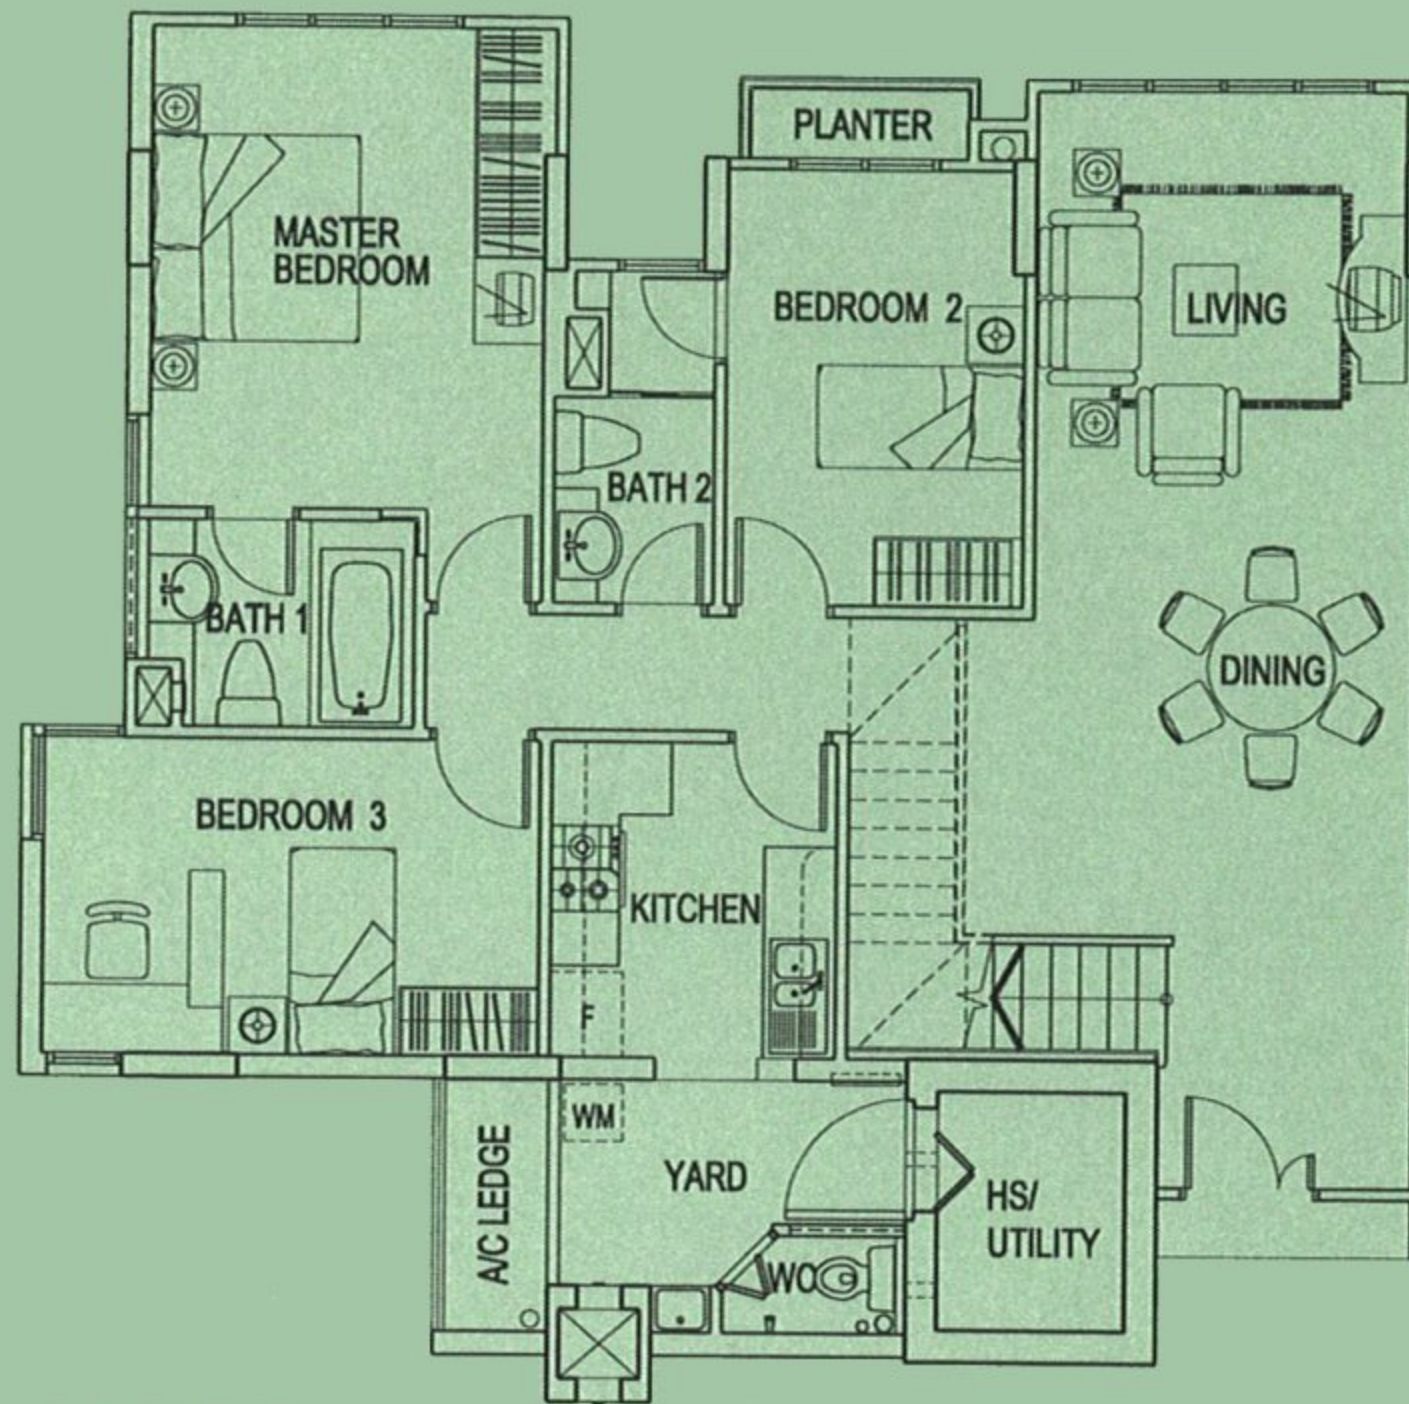 PLANTER
MASTER
BEDROOM
BEDROOM 2
LIVING
BATH 2
BATH 1
DINING
BEDROOM 3
KITCHEN
F
WM
YARD
A/C LEDGE
HS/
UTILITY
WC